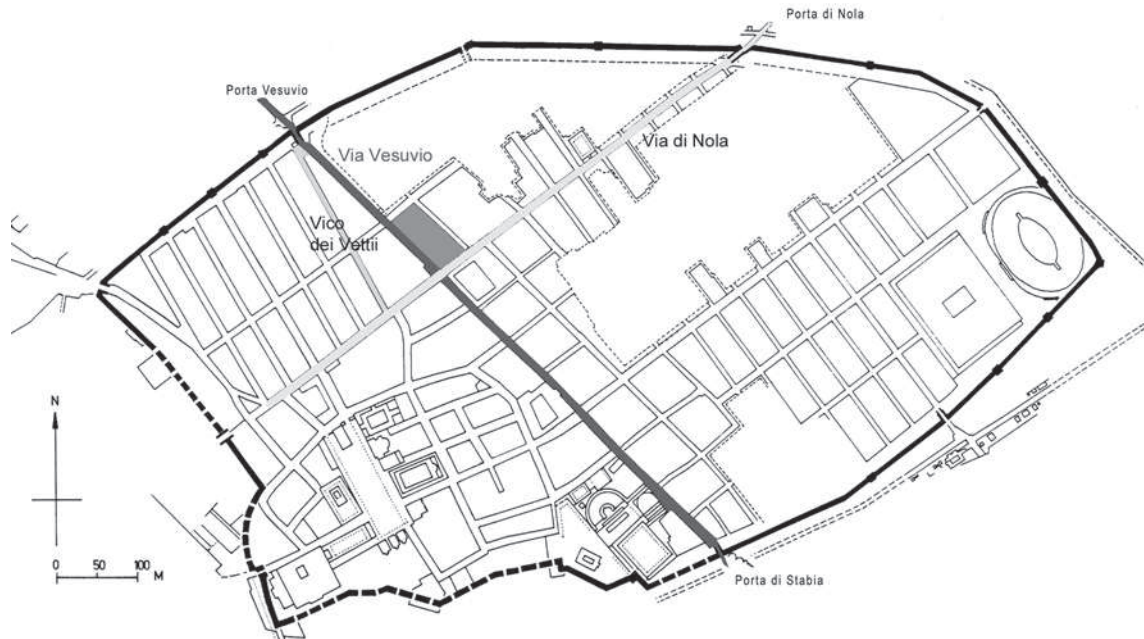 Porta di Nola
Porta Vesuvio
Via Vesuvio
Via di Nola
Vico
dei Vettii
N
0 50 100
M
Porta di Stabia